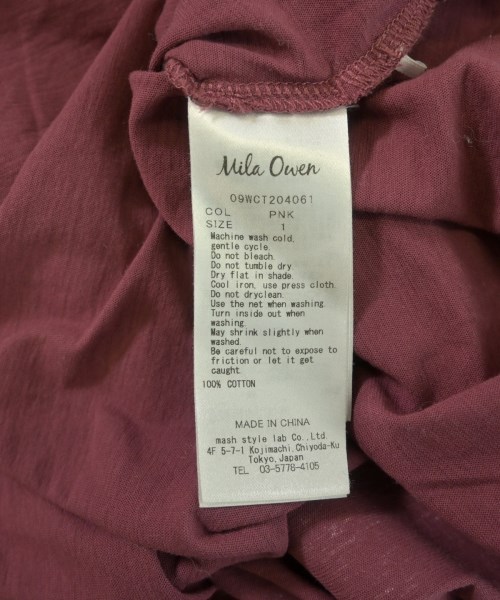 Mila Owen
09WCT204061
COL PNK
SIZE 1
Machine wash cold,
gentle cycle.
Do not bleach.
Do not tumble dry.
Dry flat in shade.
Cool iron, use press cloth.
Do not dryclean.
Use the net when washing.
Turn inside out when
washing.
May shrink slightly when
washed.
Be careful not to expose to
friction or let it get
caught.
100% COTTON
MADE IN CHINA
mash style lab Co.,Ltd.
4F 5-7-1 Kojimachi,Chiyoda-Ku
Tokyo,Japan
TEL 03-5778-4105